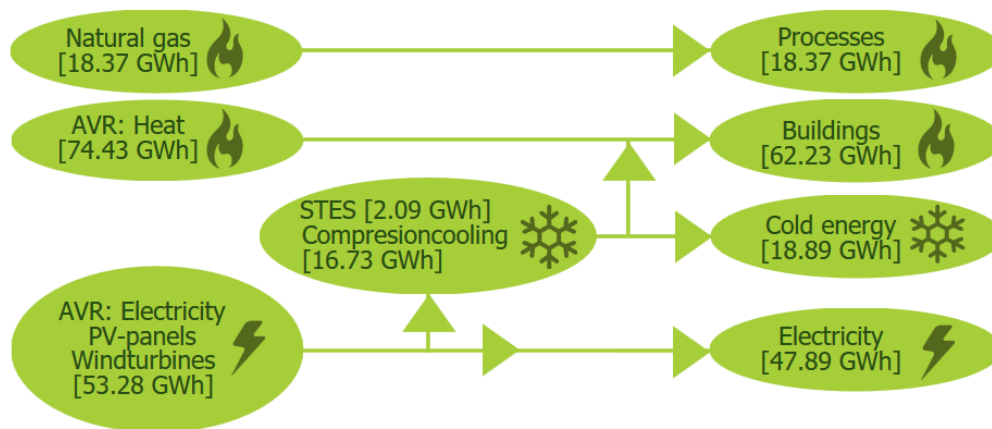 Natural gas
[18.37 GWh]
Processes
[18.37 GWh]
AVR: Heat
[74.43 GWh]
Buildings
[62.23 GWh]
STES [2.09 GWh]
Compresioncooling
[16.73 GWh]
Cold energy
[18.89 GWh]
AVR: Electricity
PV-panels
Windturbines
[53.28 GWh]
Electricity
[47.89 GWh]